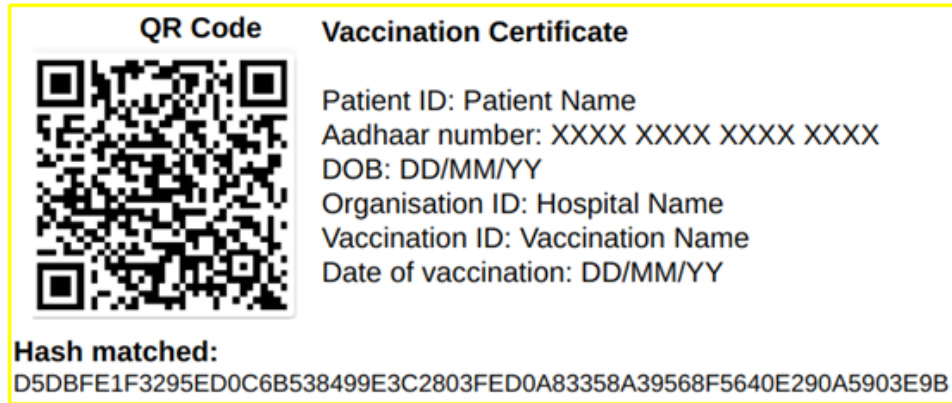 QR Code
Vaccination Certificate
Patient ID: Patient Name
Aadhaar number: XXXX XXXX XXXX XXXX
DOB: DD/MM/YY
Organisation ID: Hospital Name
Vaccination ID: Vaccination Name
Date of vaccination: DD/MM/YY
Hash matched:
D5DBFE1F3295ED0C6B538499E3C2803FED0A83358A39568F5640E290A5903E9B